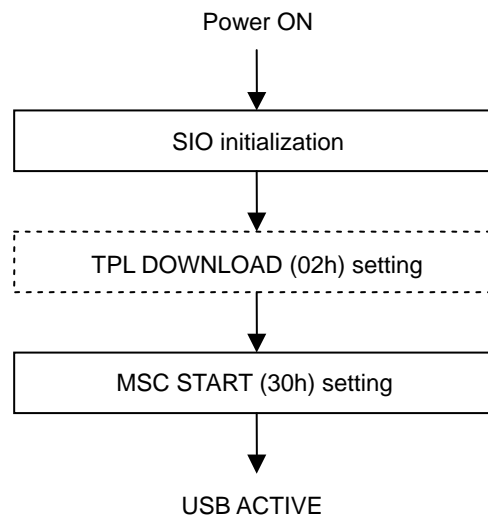 Power ON
SIO initialization
TPL DOWNLOAD (02h) setting
MSC START (30h) setting
USB ACTIVE